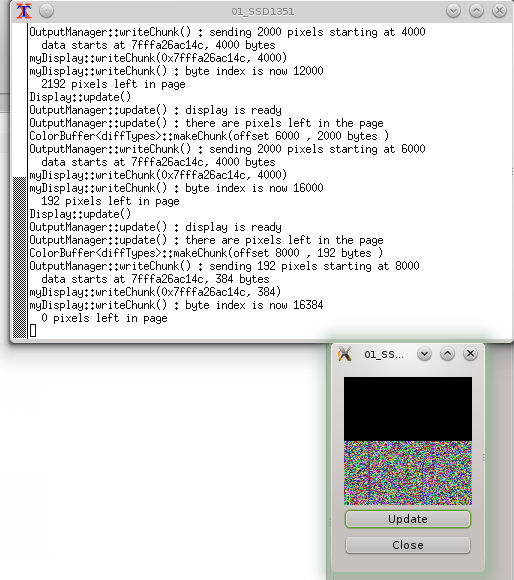 01_SSD1351
OutputManager::writeChunk() : sending 2000 pixels starting at 4000
data starts at 7fffa26ac14c, 4000 bytes
myDisplay::writeChunk(0x7fffa26ac14c, 4000)
myDisplay::writeChunk() : byte index is now 12000
2192 pixels left in page
Display::update()
OutputManager::update() : display is ready
OutputManager::update() : there are pixels left in the page
ColorBuffer<diffTypes>::makeChunk(offset 6000 , 2000 bytes )
OutputManager::writeChunk() : sending 2000 pixels starting at 6000
data starts at 7fffa26ac14c, 4000 bytes
myDisplay::writeChunk(0x7fffa26ac14c, 4000)
myDisplay::writeChunk() : byte index is now 16000
192 pixels left in page
Display::update()
OutputManager::update() : display is ready
OutputManager::update() : there are pixels left in the page
ColorBuffer<diffTypes>::makeChunk(offset 8000 , 192 bytes )
OutputManager::writeChunk() : sending 192 pixels starting at 8000
data starts at 7fffa26ac14c, 384 bytes
myDisplay::writeChunk(0x7fffa26ac14c, 384)
myDisplay::writeChunk() : byte index is now 16384
0 pixels left in page
01_SS...
Update
Close